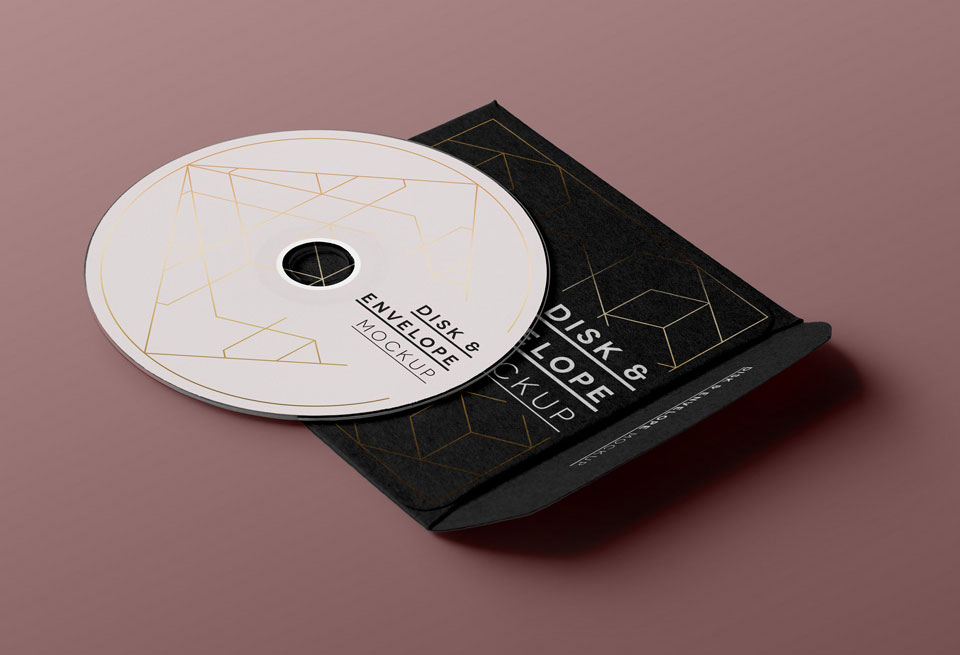 DISK &
ENVELOPE
MOCKUP
DISK &
ELOPE
CKUP
DISK & ENVELOPE MOCKUP